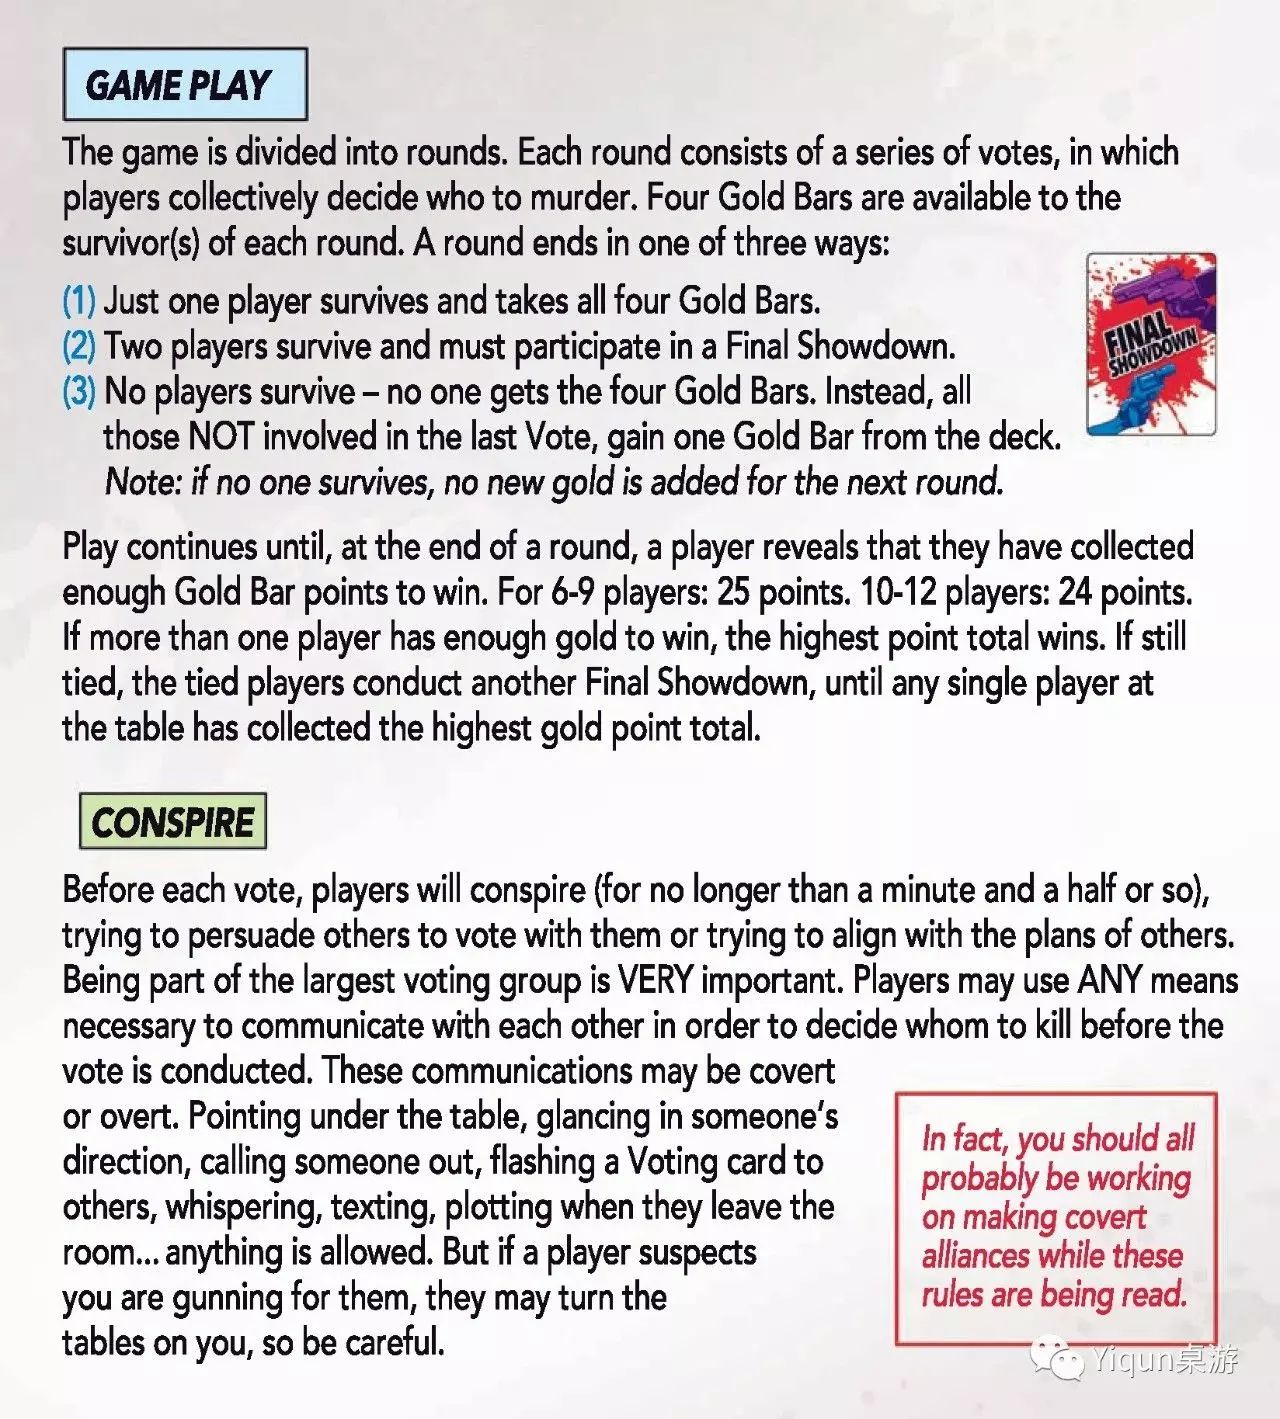 GAME PLAY
The game is divided into rounds. Each round consists of a series of votes, in which
players collectively decide who to murder. Four Gold Bars are available to the
survivor(s) of each round. A round ends in one of three ways:
(1) Just one player survives and takes all four Gold Bars.
(2) Two players survive and must participate in a Final Showdown.
(3) No players survive – no one gets the four Gold Bars. Instead, all
those NOT involved in the last Vote, gain one Gold Bar from the deck.
Note: if no one survives, no new gold is added for the next round.
FINAL
SHOWDOWN
Play continues until, at the end of a round, a player reveals that they have collected
enough Gold Bar points to win. For 6-9 players: 25 points. 10-12 players: 24 points.
If more than one player has enough gold to win, the highest point total wins. If still
tied, the tied players conduct another Final Showdown, until any single player at
the table has collected the highest gold point total.
CONSPIRE
Before each vote, players will conspire (for no longer than a minute and a half or so),
trying to persuade others to vote with them or trying to align with the plans of others.
Being part of the largest voting group is VERY important. Players may use ANY means
necessary to communicate with each other in order to decide whom to kill before the
vote is conducted. These communications may be covert
or overt. Pointing under the table, glancing in someone's
direction, calling someone out, flashing a Voting card to
others, whispering, texting, plotting when they leave the
room... anything is allowed. But if a player suspects
you are gunning for them, they may turn the
tables on you, so be careful.
In fact, you should all
probably be working
on making covert
alliances while these
rules are being read.
Yiqun桌游